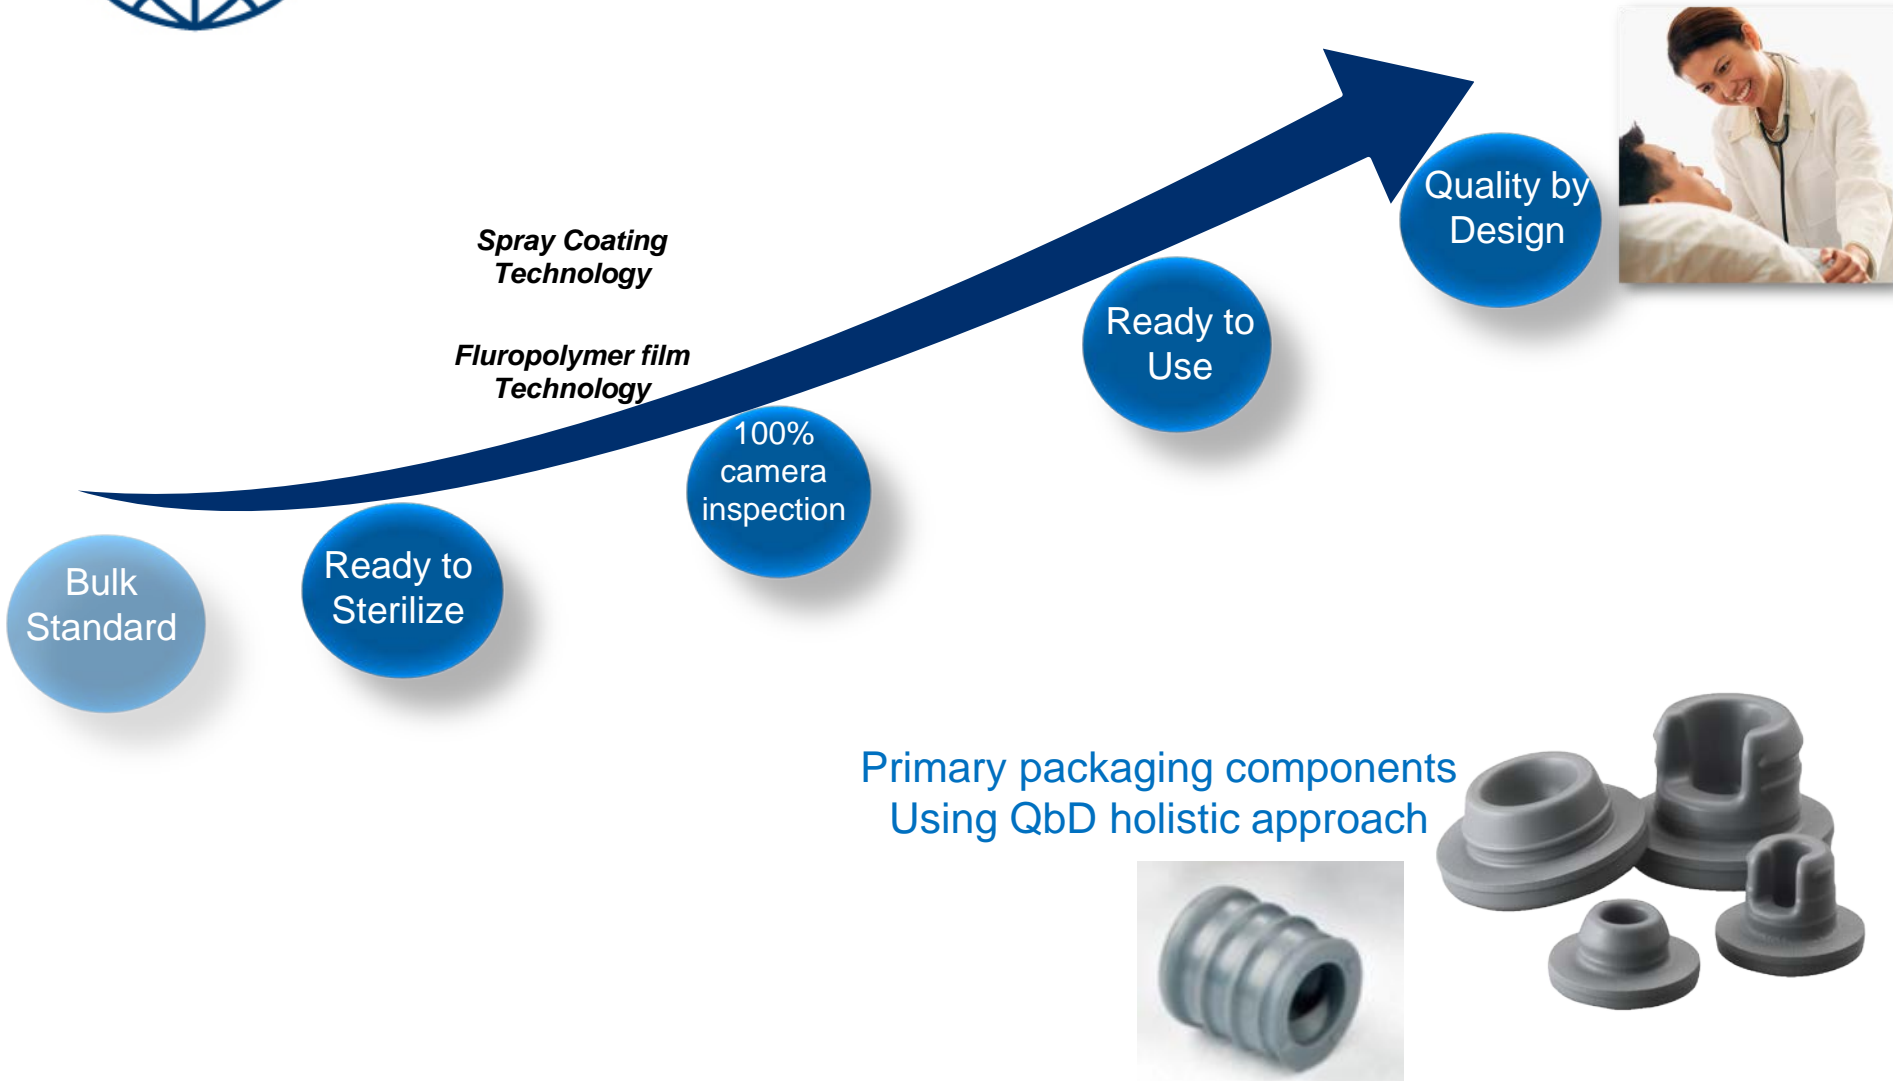 Spray Coating
Technology
Fluropolymer film
Technology
Quality by
Design
Ready to
Use
100%
camera
inspection
Ready to
Sterilize
Bulk
Standard
Primary packaging components
Using QbD holistic approach